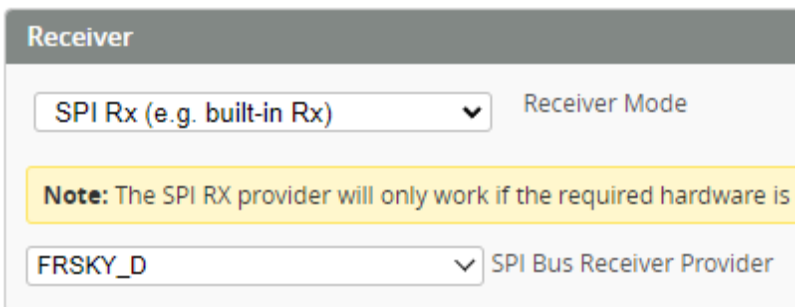 Receiver
SPI Rx (e.g. built-in Rx) Receiver Mode
Note: The SPI RX provider will only work if the required hardware is
FRSKY_D SPI Bus Receiver Provider